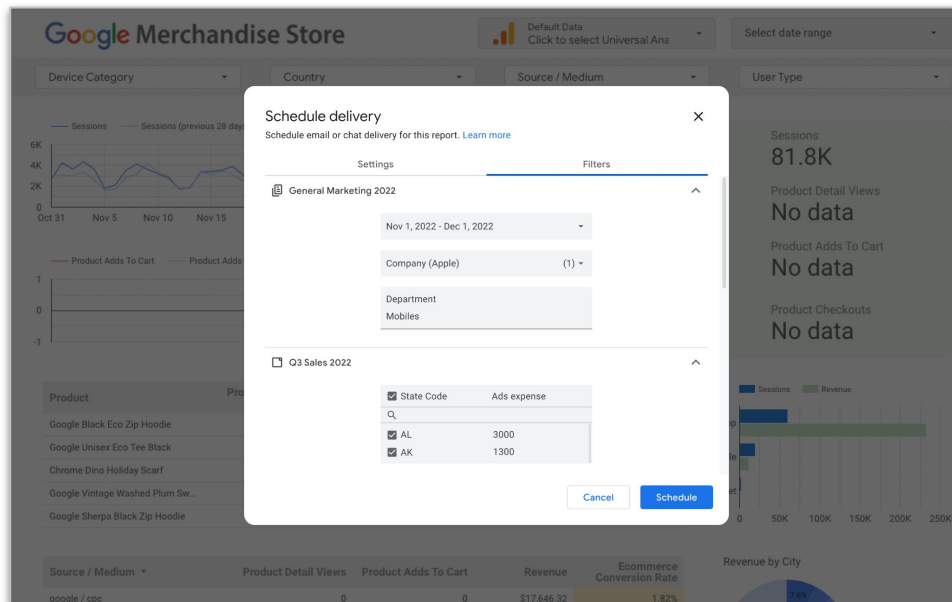 Google Merchandise Store
Default Data
Click to select Universal Ana
Select date range
Device Category
Country
Source / Medium
User Type
Schedule delivery
Schedule email or chat delivery for this report. Learn more
Settings
Filters
General Marketing 2022
Nov 1, 2022 - Dec 1, 2022
Company (Apple) (1)
Department
Mobiles
Q3 Sales 2022
State Code Ads expense
AL 3000
AK 1300
Cancel
Schedule
Sessions Sessions (previous 28 days
6K
4K
2K
0
Oct 31 Nov 5 Nov 10 Nov 15
Product Adds To Cart Product Adds
1
0
-1
Sessions
81.8K
Product Detail Views
No data
Product Adds To Cart
No data
Product Checkouts
No data
Product Pro
Google Black Eco Zip Hoodie
Google Unisex Eco Tee Black
Chrome Dino Holiday Scarf
Google Vintage Washed Plum Sw...
Google Sherpa Black Zip Hoodie
Sessions Revenue
op
le
et
0 50K 100K 150K 200K 250K
Source / Medium Product Detail Views Product Adds To Cart Revenue Ecommerce
Conversion Rate
google / cpc 0 0 $17,646.32 1.82%
Revenue by City
7.6%